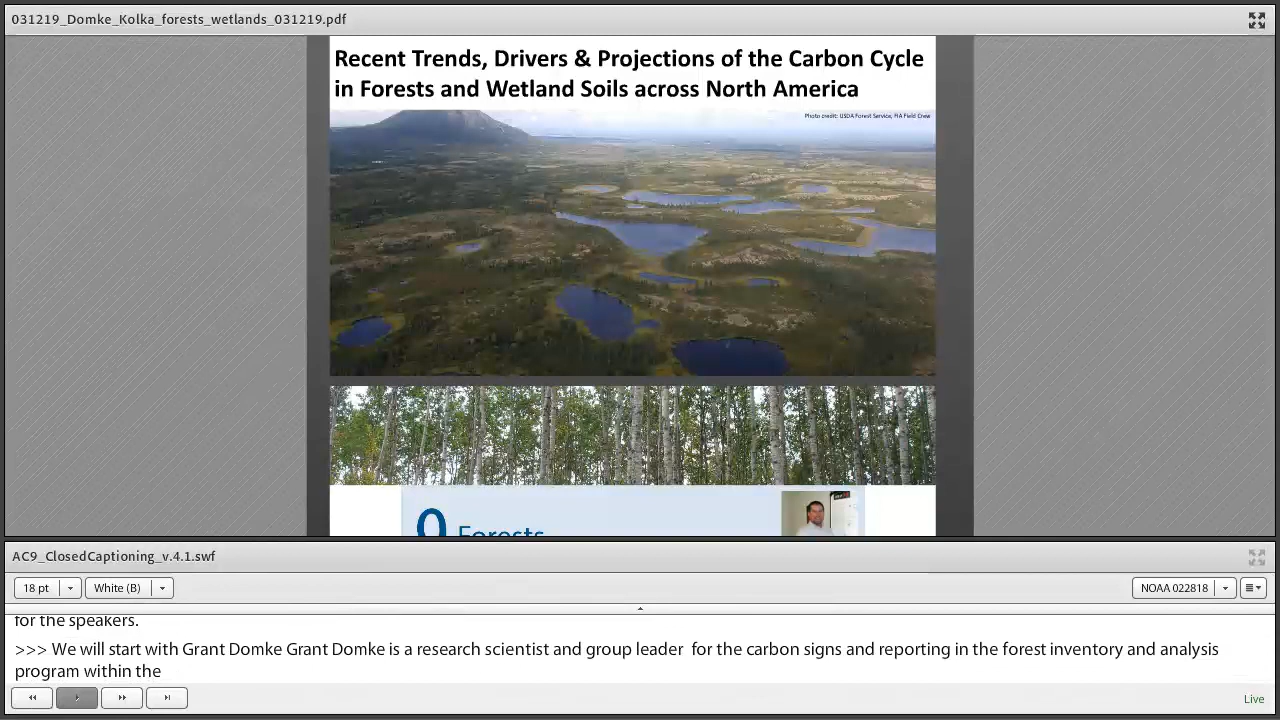 031219_Domke_Kolka_forests_wetlands_031219.pdf
Recent Trends, Drivers & Projections of the Carbon Cycle
in Forests and Wetland Soils across North America
Photo credit: USDA Forest Service, FIA Field Crew
9 Forests
AC9_ClosedCaptioning_v.4.1.swf
18 pt
White (B)
NOAA 022818
for the speakers.
>>> We will start with Grant Domke Grant Domke is a research scientist and group leader  for the carbon signs and reporting in the forest inventory and analysis
program within the
Live